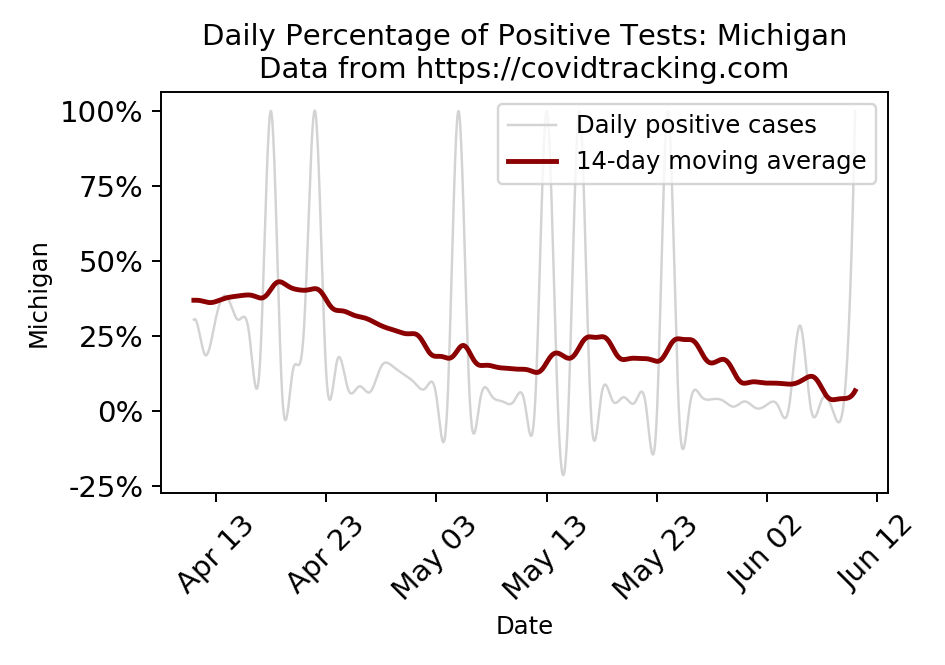 Daily Percentage of Positive Tests: Michigan
Data from https://covidtracking.com
Daily positive cases
14-day moving average
100%
75%
50%
25%
0%
-25%
Michigan
Apr 13
Apr 23
May 03
May 13
May 23
Jun 02
Jun 12
Date